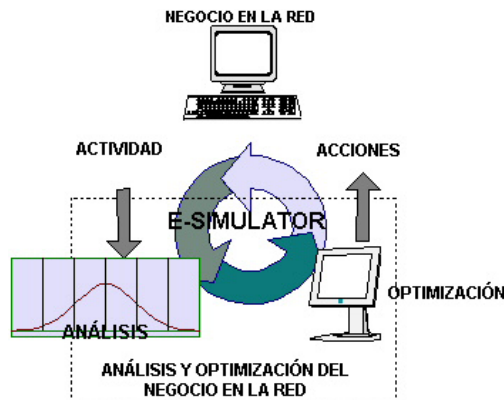 NEGOCIO EN LA RED
ACTIVIDAD
ACCIONES
E-SIMULATOR
OPTIMIZACIÓN
ANÁLISIS
ANÁLISIS Y OPTIMIZACIÓN DEL
NEGOCIO EN LA RED